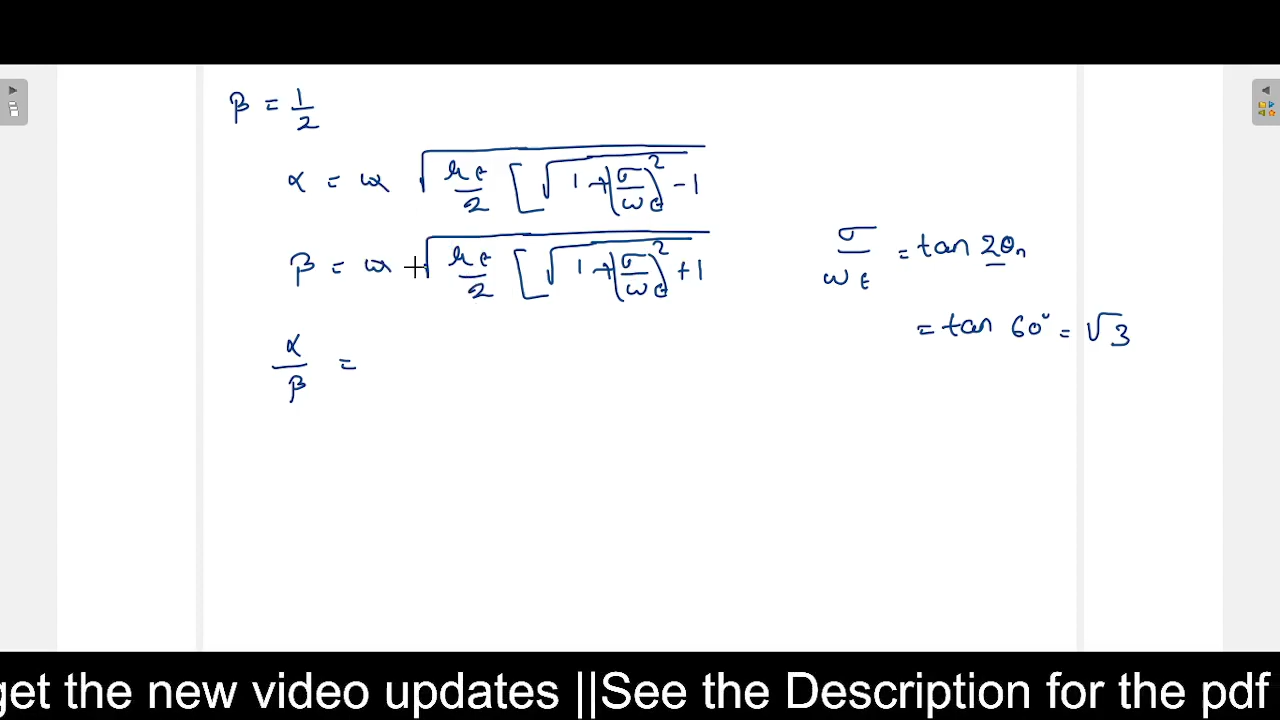 β = 1/2
α = ω √(με/2 [√(1+(σ/ωε)² - 1
β = ω √(με/2 [√(1+(σ/ωε)² + 1
σ/ωε = tan 2θn
= tan 60° = √3
α/β =
get the new video updates ||See the Description for the pdf